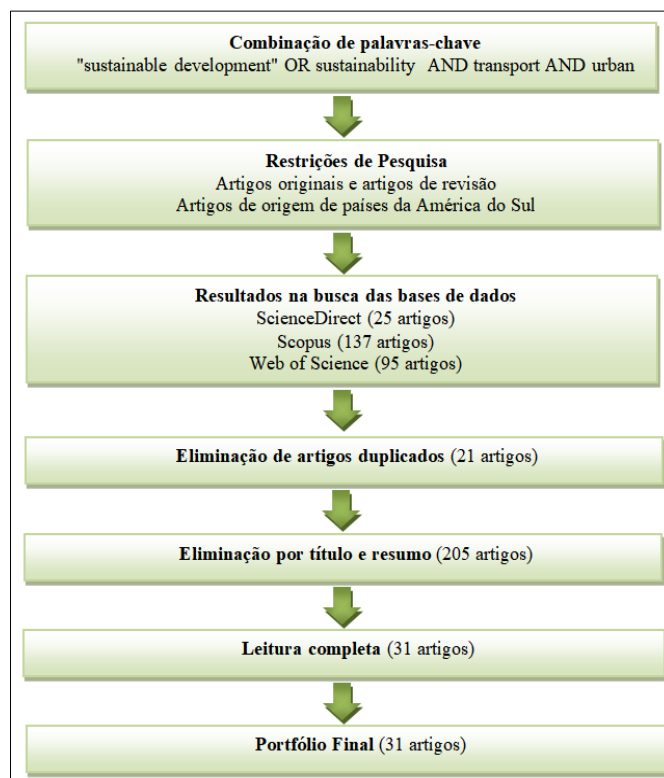 Combinação de palavras-chave
"sustainable development" OR sustainability AND transport AND urban
Restrições de Pesquisa
Artigos originais e artigos de revisão
Artigos de origem de países da América do Sul
Resultados na busca das bases de dados
ScienceDirect (25 artigos)
Scopus (137 artigos)
Web of Science (95 artigos)
Eliminação de artigos duplicados (21 artigos)
Eliminação por título e resumo (205 artigos)
Leitura completa (31 artigos)
Portfólio Final (31 artigos)